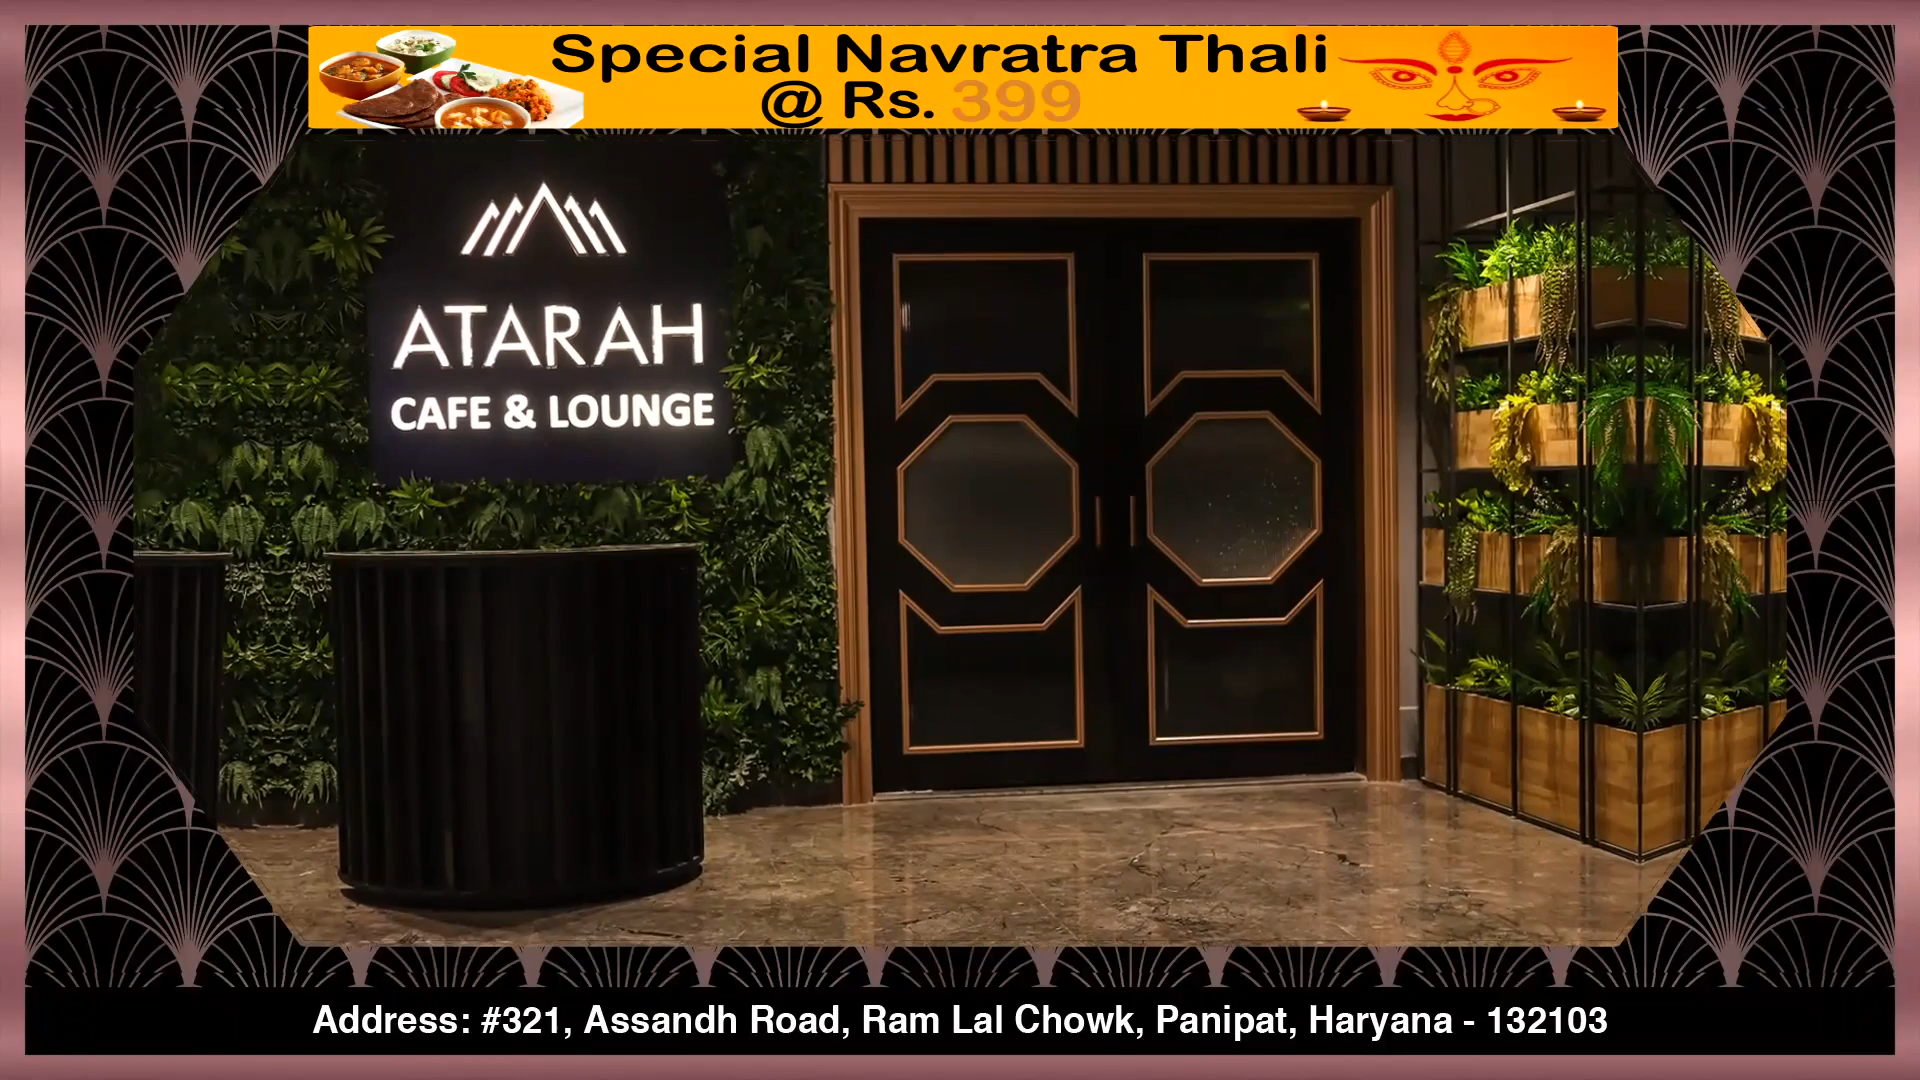 Special Navratra Thali
@ Rs. 399
ATARAH
CAFE & LOUNGE
Address: #321, Assandh Road, Ram Lal Chowk, Panipat, Haryana - 132103